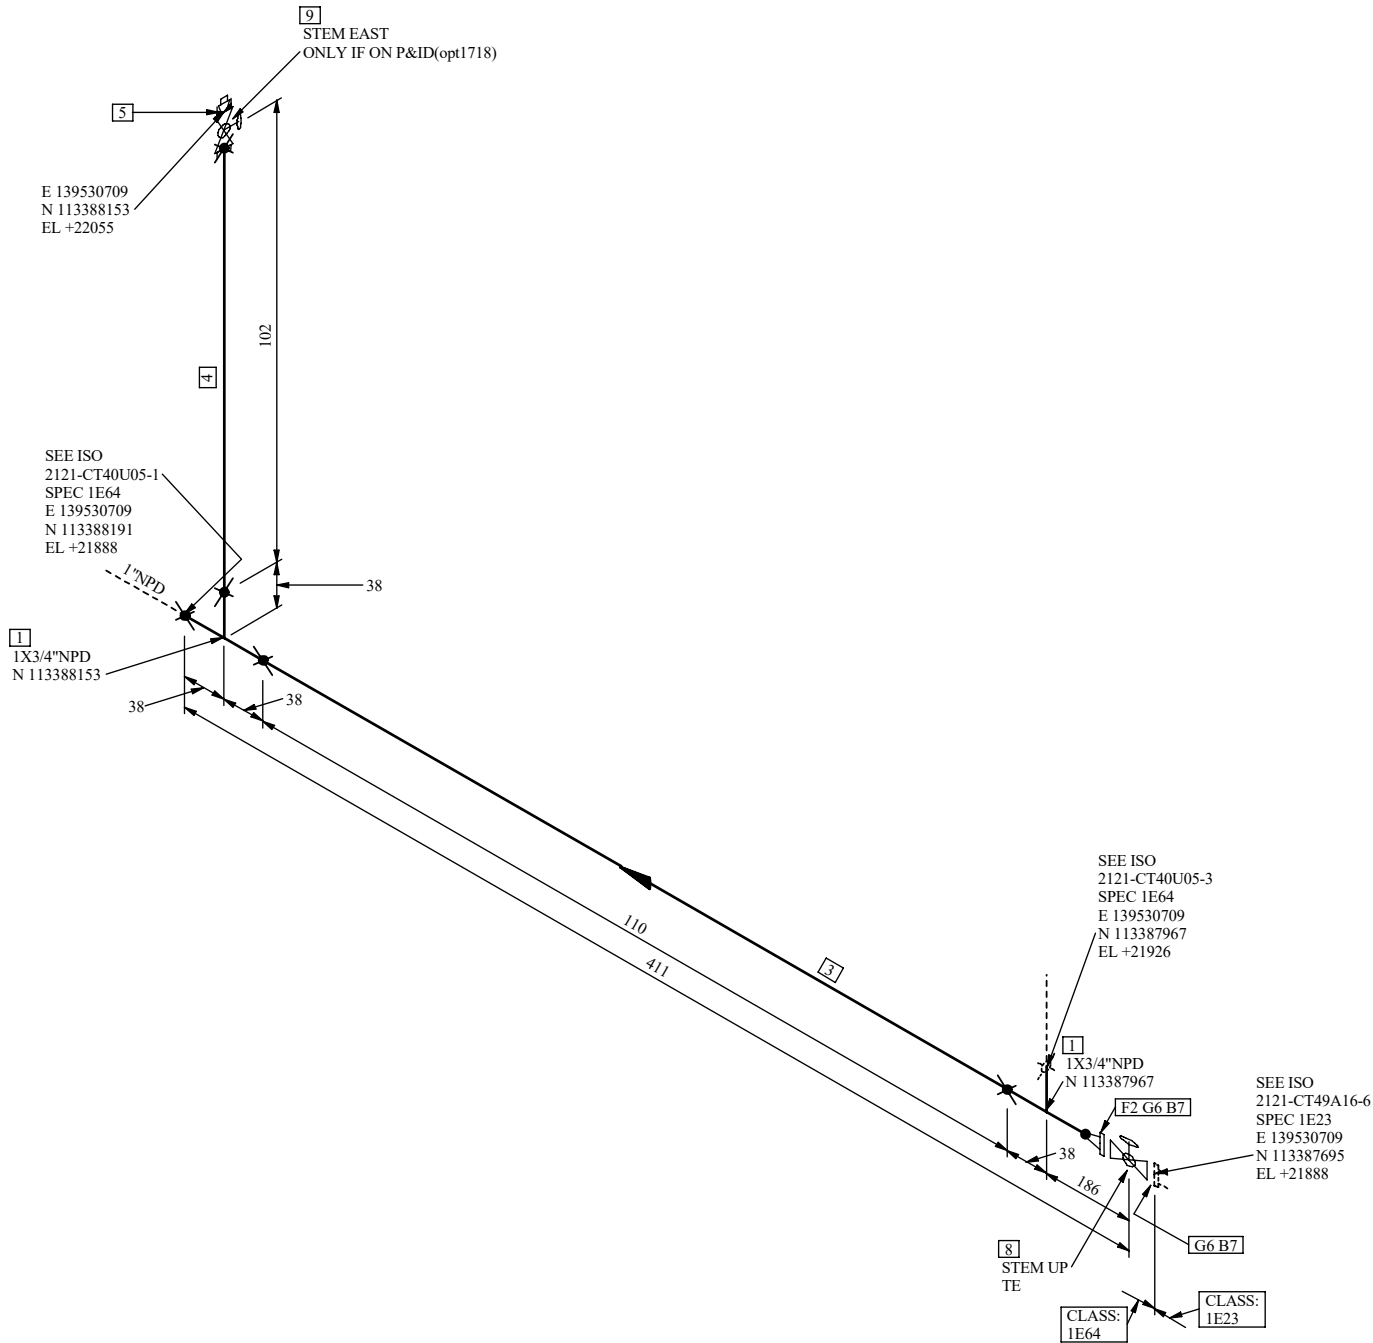 9
STEM EAST
ONLY IF ON P&ID(opt1718)
5
E 139530709
N 113388153
EL +22055
102
4
SEE ISO
2121-CT40U05-1
SPEC 1E64
E 139530709
N 113388191
EL +21888
1"NPD
38
1
1X3/4"NPD
N 113388153
38
38
110
411
3
SEE ISO
2121-CT40U05-3
SPEC 1E64
E 139530709
N 113387967
EL +21926
1
1X3/4"NPD
N 113387967
F2 G6 B7
SEE ISO
2121-CT49A16-6
SPEC 1E23
E 139530709
N 113387695
EL +21888
38
186
8
STEM UP
TE
G6 B7
CLASS:
1E64
CLASS:
1E23